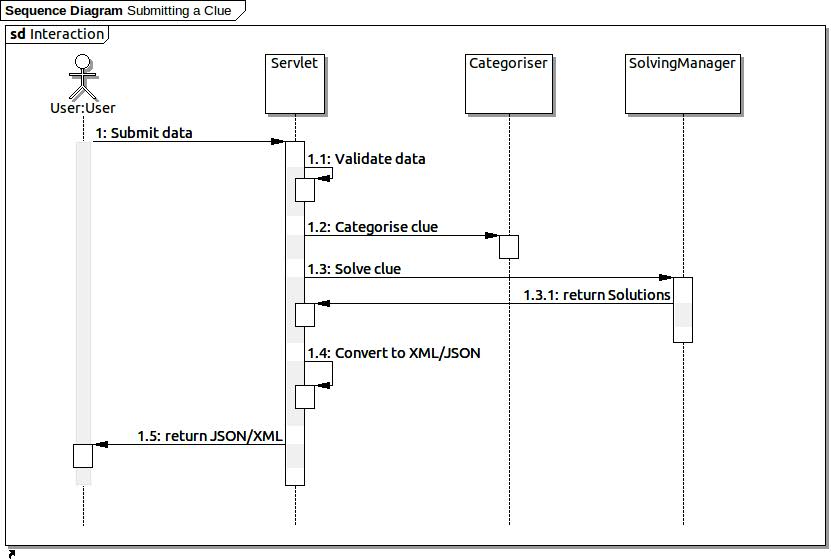 Sequence Diagram Submitting a Clue
sd Interaction
Servlet
Categoriser
SolvingManager
User:User
1: Submit data
1.1: Validate data
1.2: Categorise clue
1.3: Solve clue
1.3.1: return Solutions
1.4: Convert to XML/JSON
1.5: return JSON/XML